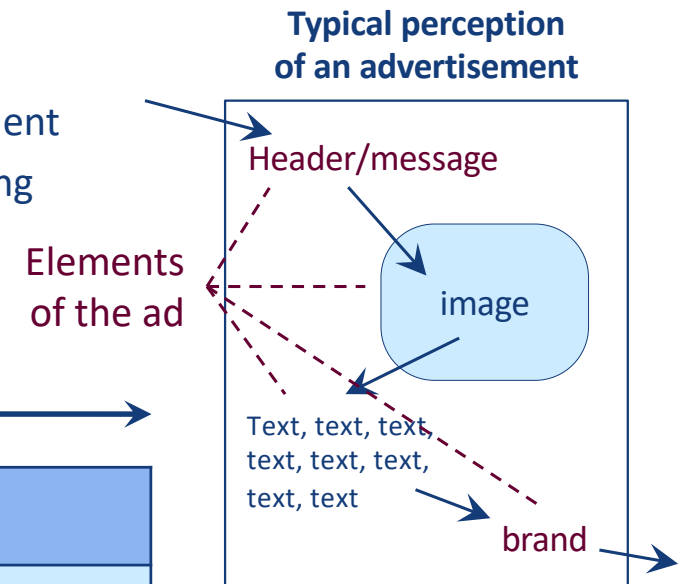 Typical perception
of an advertisement
ent
ng
Header/message
Elements
of the ad
image
Text, text, text,
text, text, text,
text, text
brand